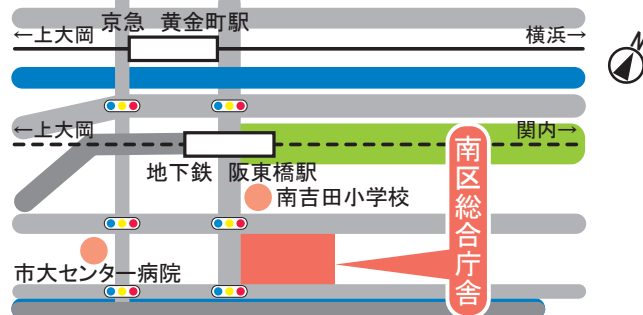 京急 黄金町駅
←上大岡
横浜→
N
←上大岡
関内→
地下鉄 阪東橋駅
南吉田小学校
南区総合庁舎
市大センター病院